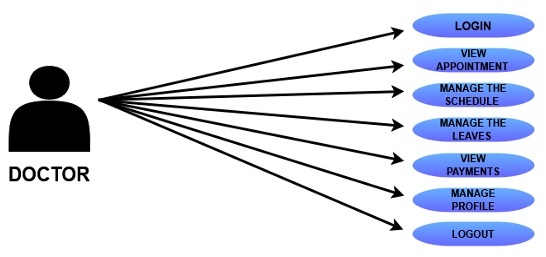 LOGIN
VIEW
APPOINTMENT
MANAGE THE
SCHEDULE
MANAGE THE
LEAVES
DOCTOR
VIEW
PAYMENTS
MANAGE
PROFILE
LOGOUT